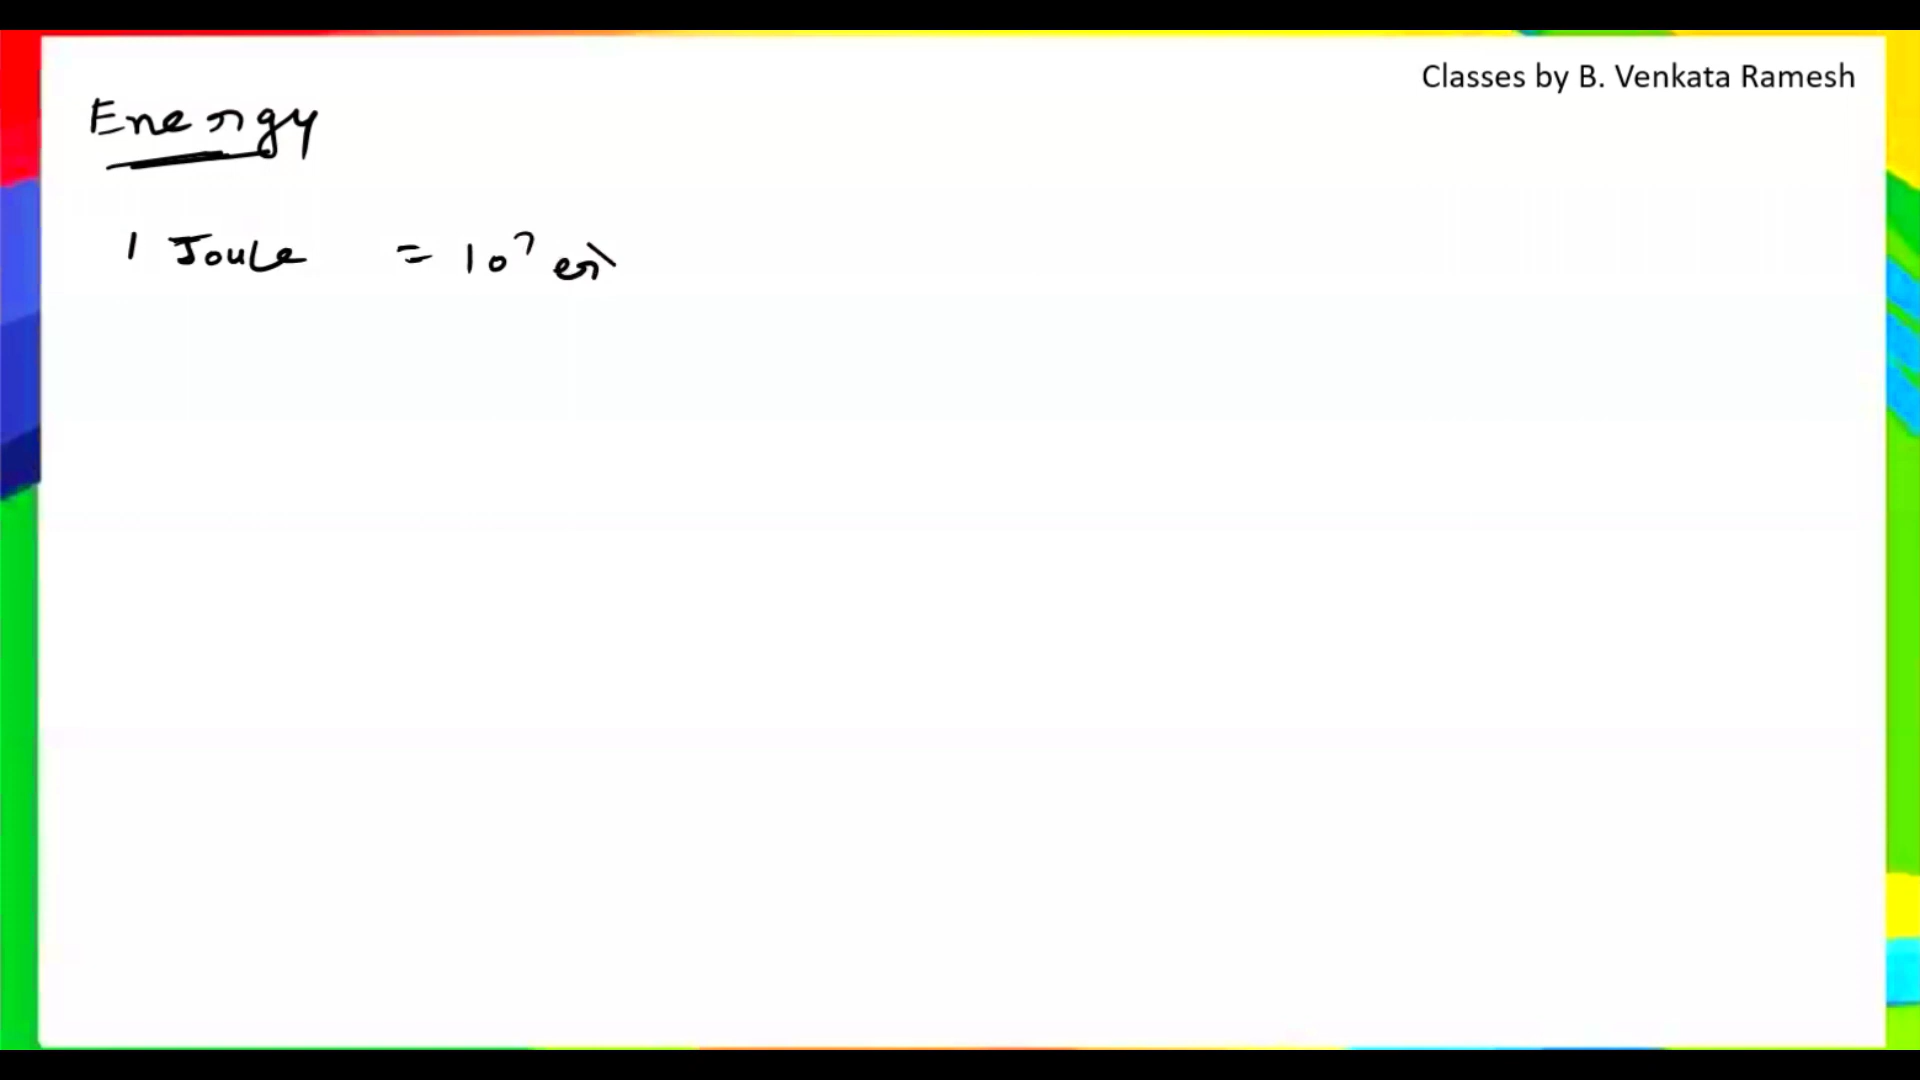 Classes by B. Venkata Ramesh
Energy
1 Joule = 10⁷ er